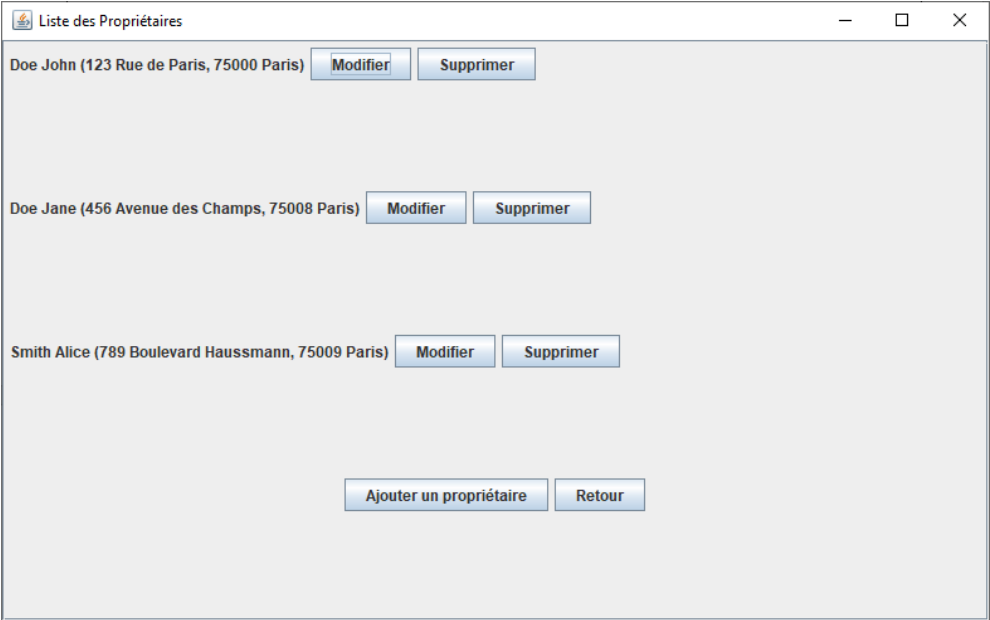 Liste des Propriétaires
Doe John (123 Rue de Paris, 75000 Paris) Modifier Supprimer
Doe Jane (456 Avenue des Champs, 75008 Paris) Modifier Supprimer
Smith Alice (789 Boulevard Haussmann, 75009 Paris) Modifier Supprimer
Ajouter un propriétaire Retour